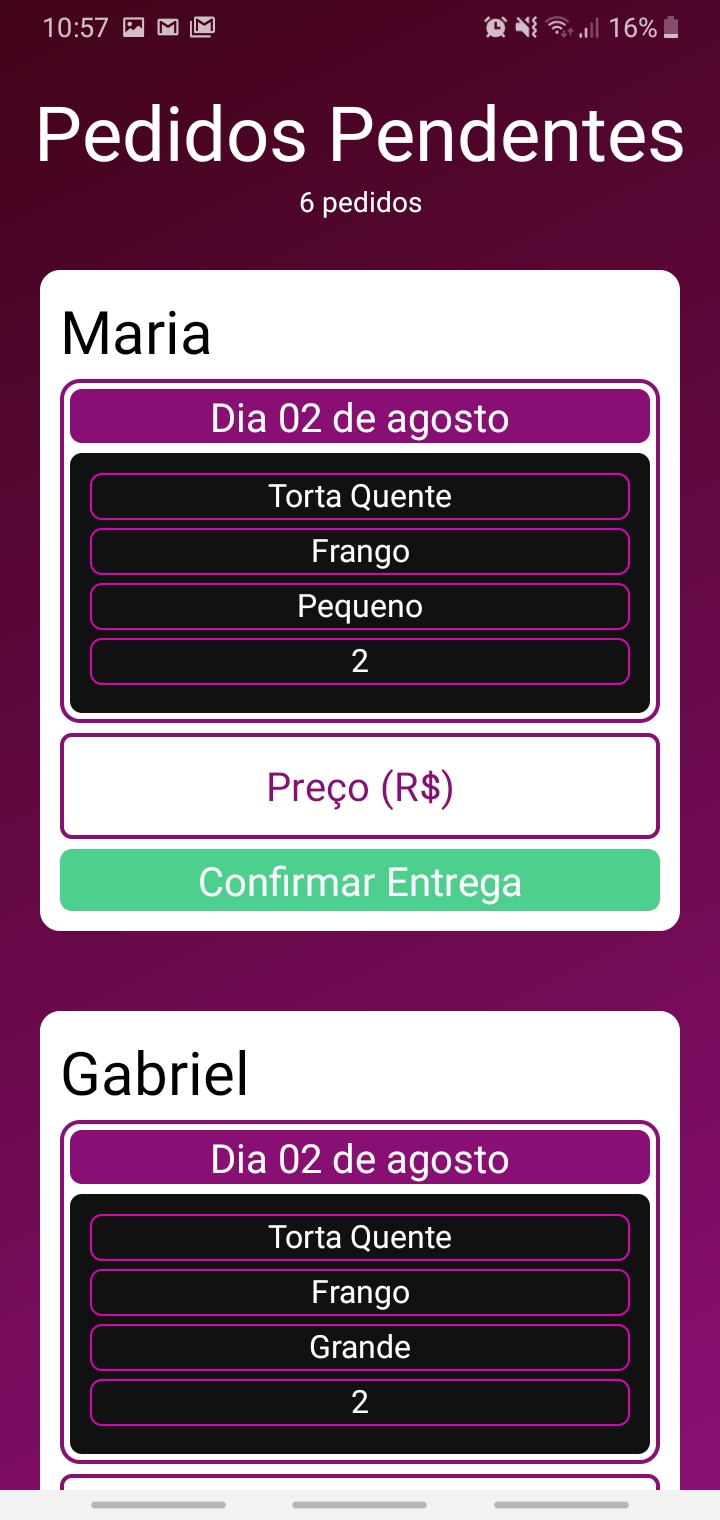 10:57 16%
Pedidos Pendentes
6 pedidos
Maria
Dia 02 de agosto
Torta Quente
Frango
Pequeno
2
Preço (R$)
Confirmar Entrega
Gabriel
Dia 02 de agosto
Torta Quente
Frango
Grande
2